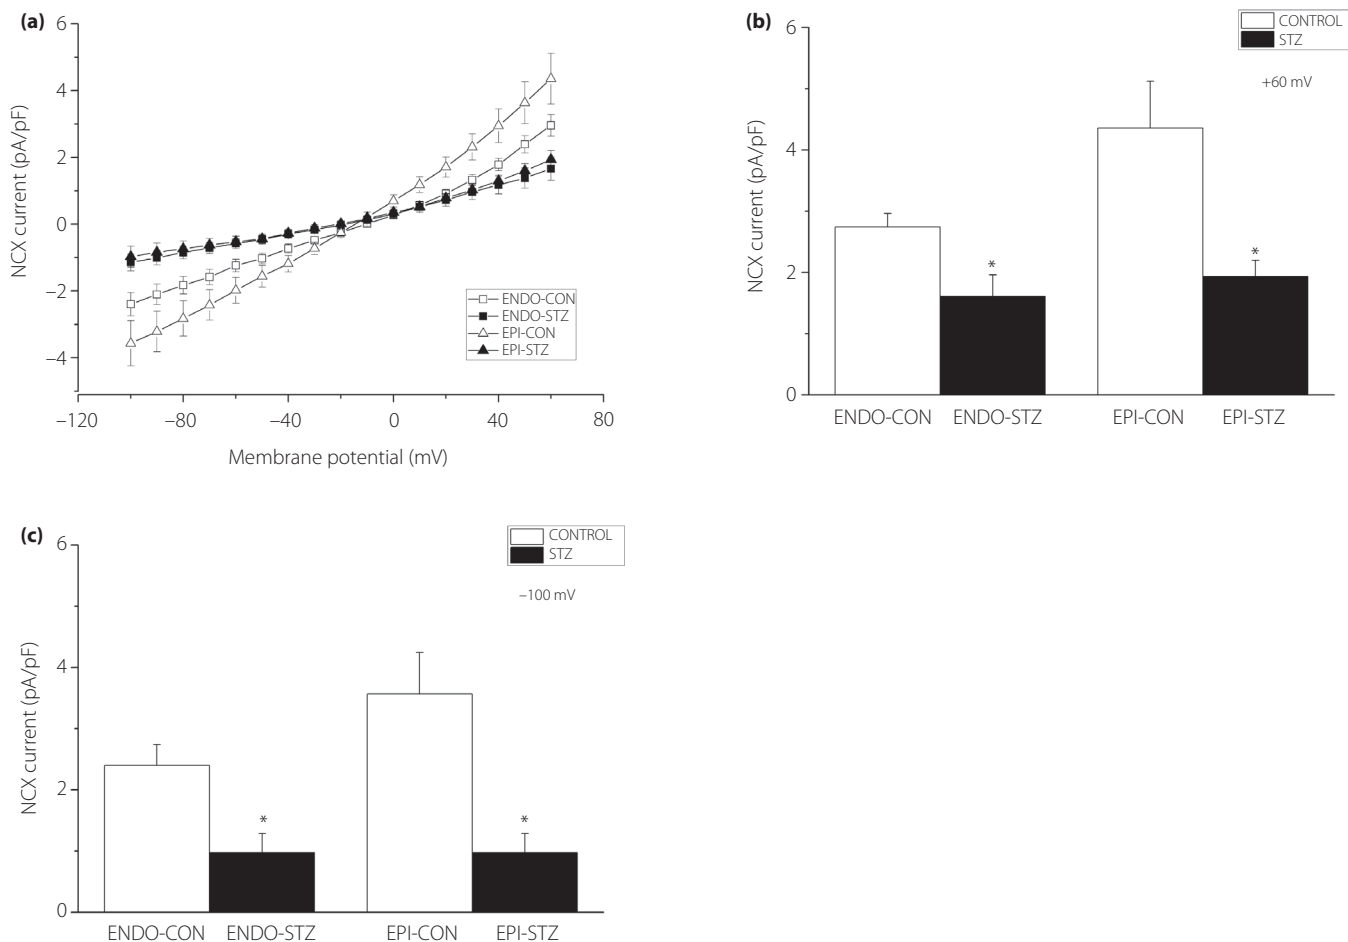 (a)
6
4
2
0
−2
−4
NCX current (pA/pF)
−120
−80
−40
0
40
80
Membrane potential (mV)
ENDO-CON
ENDO-STZ
EPI-CON
EPI-STZ
(b)
6
4
2
0
NCX current (pA/pF)
CONTROL
STZ
+60 mV
*
*
ENDO-CON
ENDO-STZ
EPI-CON
EPI-STZ
(c)
6
4
2
0
NCX current (pA/pF)
CONTROL
STZ
−100 mV
*
*
ENDO-CON
ENDO-STZ
EPI-CON
EPI-STZ